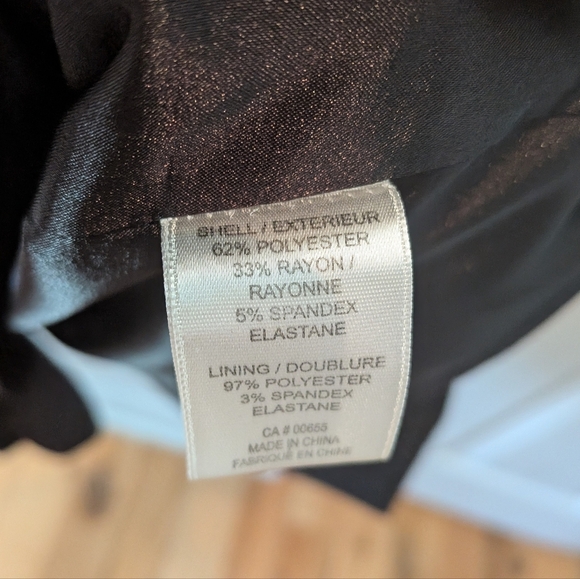 SHELL / EXTERIEUR
62% POLYESTER
33% RAYON /
RAYONNE
5% SPANDEX
ELASTANE
LINING / DOUBLURE
97% POLYESTER
3% SPANDEX
ELASTANE
CA # 00655
MADE IN CHINA
FABRIQUE EN CHINE